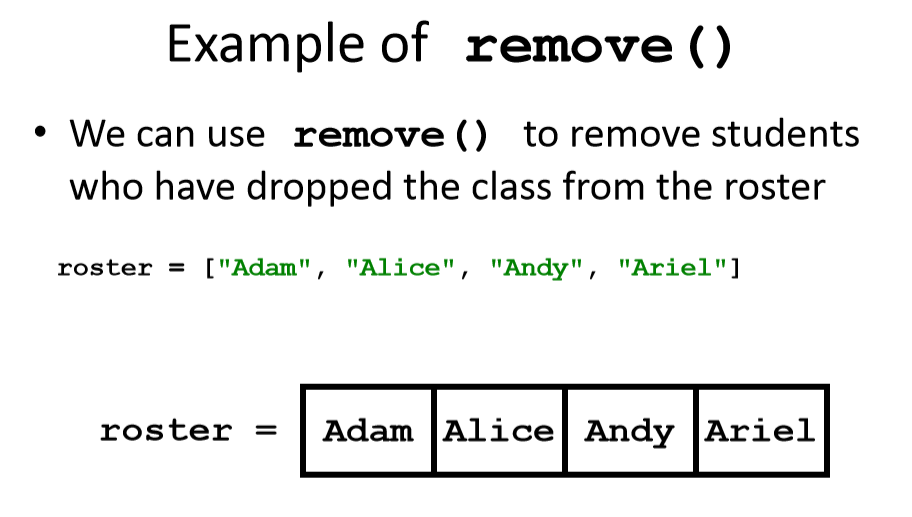 Example of remove()
• We can use remove() to remove students
who have dropped the class from the roster
roster = ["Adam", "Alice", "Andy", "Ariel"]
roster = Adam Alice Andy Ariel